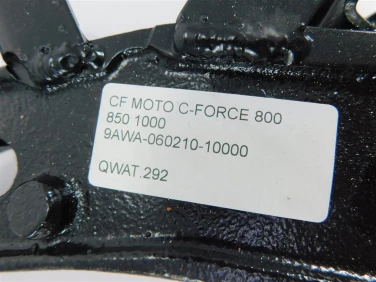 CF MOTO C-FORCE 800
850 1000
9AWA-060210-10000
QWAT.292